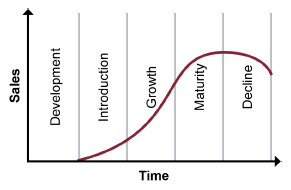 Sales
Development
Introduction
Growth
Maturity
Decline
Time